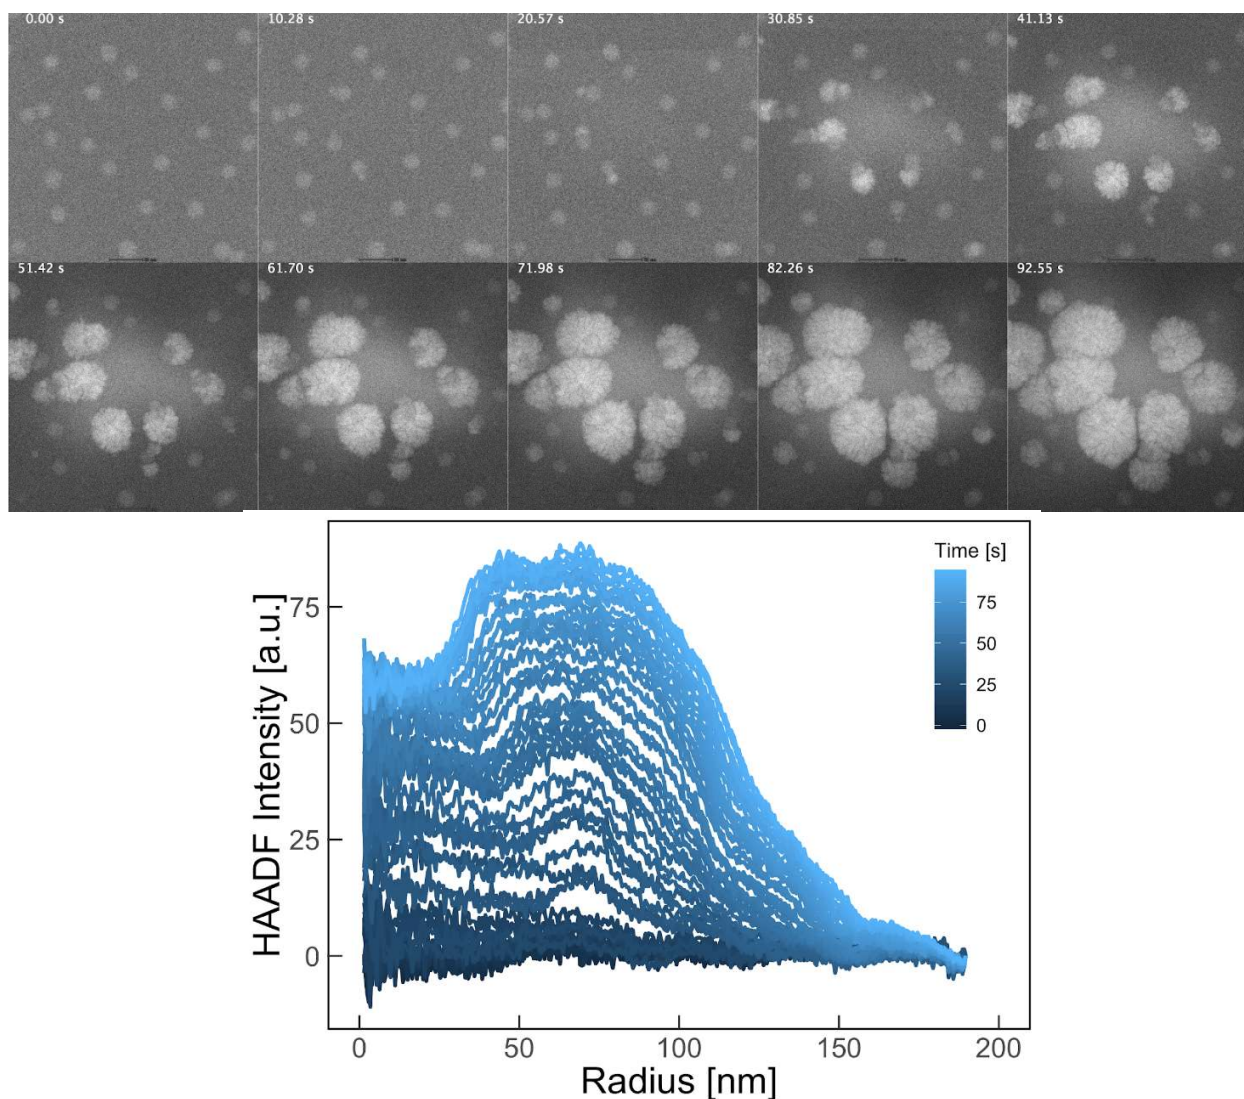 0.00 s
10.28 s
20.57 s
30.85 s
41.13 s
51.42 s
61.70 s
71.98 s
82.26 s
92.55 s
Time [s]
75
50
25
0
HAADF Intensity [a.u.]
75
50
25
0
0
50
100
150
200
Radius [nm]